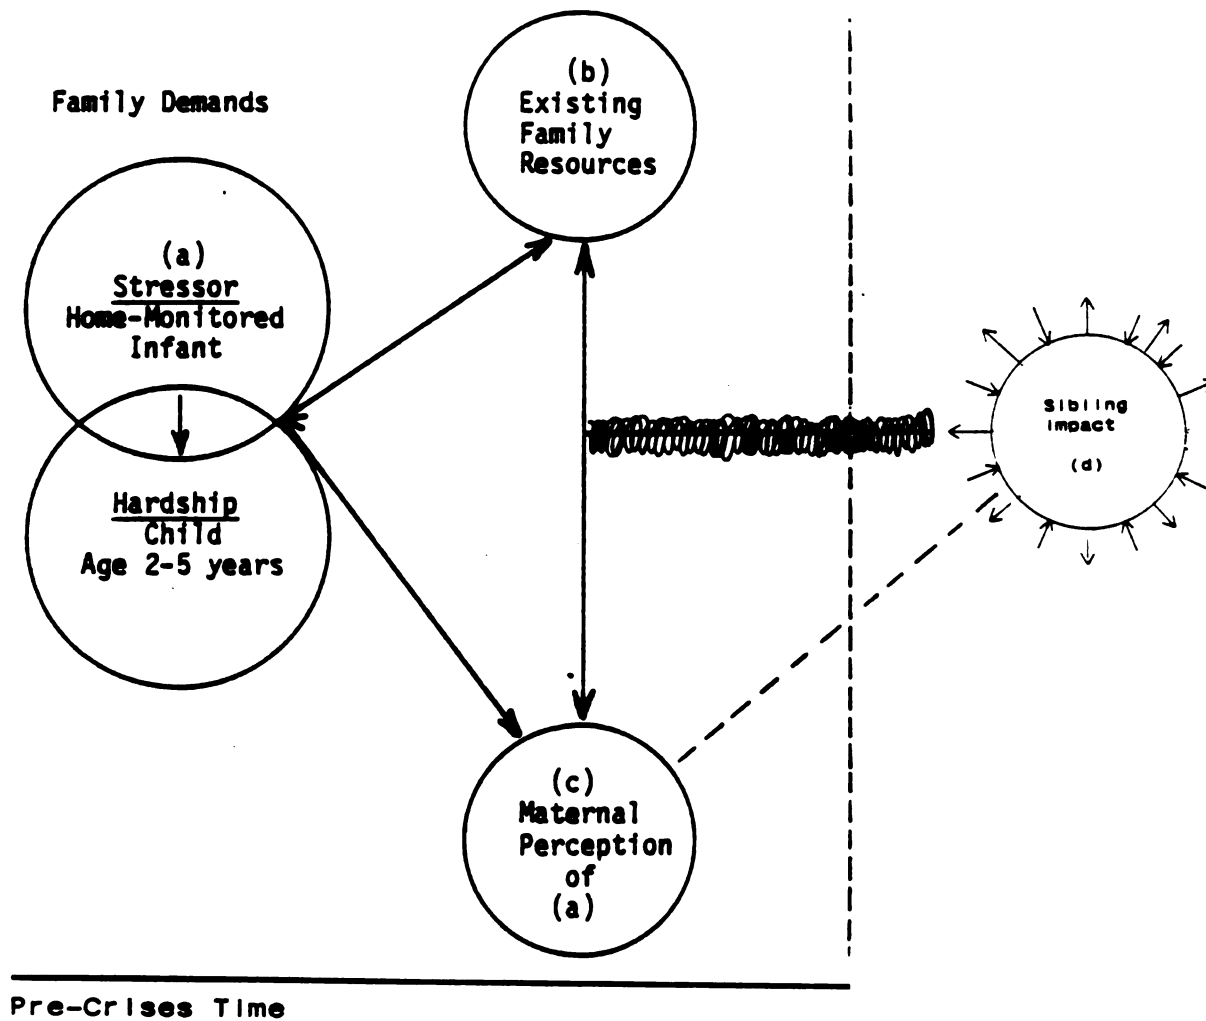 Family Demands
(a)
Stressor
Home-Monitored
Infant
Hardship
Child
Age 2-5 years
(b)
Existing
Family
Resources
(c)
Maternal
Perception
of
(a)
Sibling
Impact
(d)
Pre-Crises Time